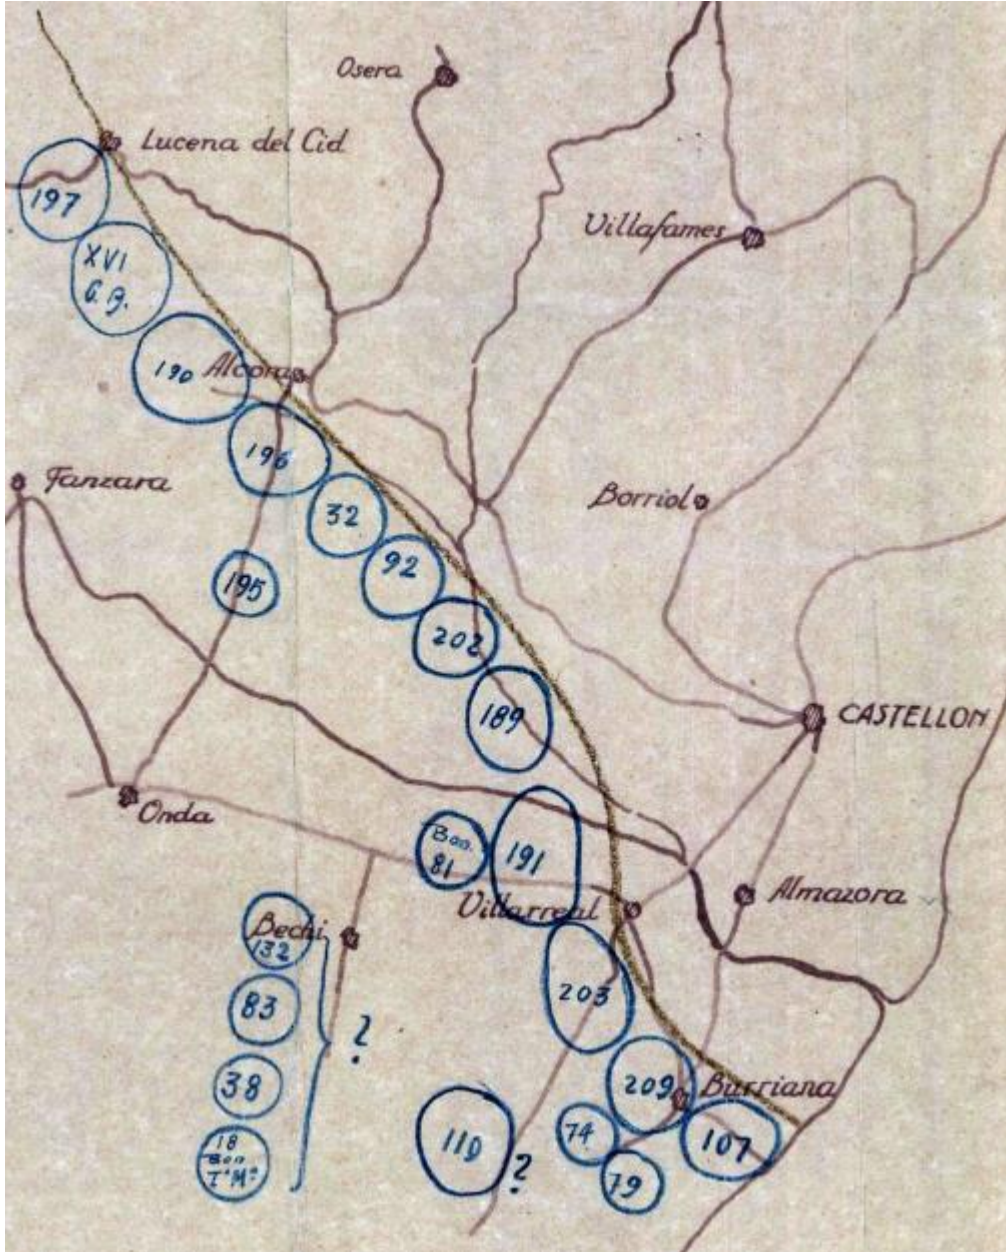 Osera
Lucena del Cid
197
Villafames
XVI
G.B.
190
Alcora
196
Fanzara
Borriol
32
92
195
202
189
CASTELLON
Onda
Bon.
81
191
Villarreal
Almazora
Bechi
132
83
203
?
38
209
Burriana
18
Bon
110
?
74
107
79